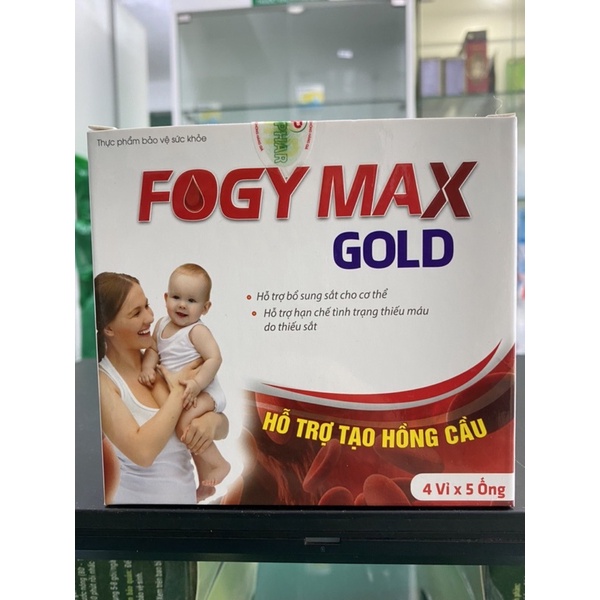 Thực phẩm bảo vệ sức khỏe
FOGY MAX
GOLD
Hỗ trợ bổ sung sắt cho cơ thể
Hỗ trợ hạn chế tình trạng thiếu máu
do thiếu sắt
HỖ TRỢ TẠO HỒNG CẦU
4 Vỉ x 5 Ống